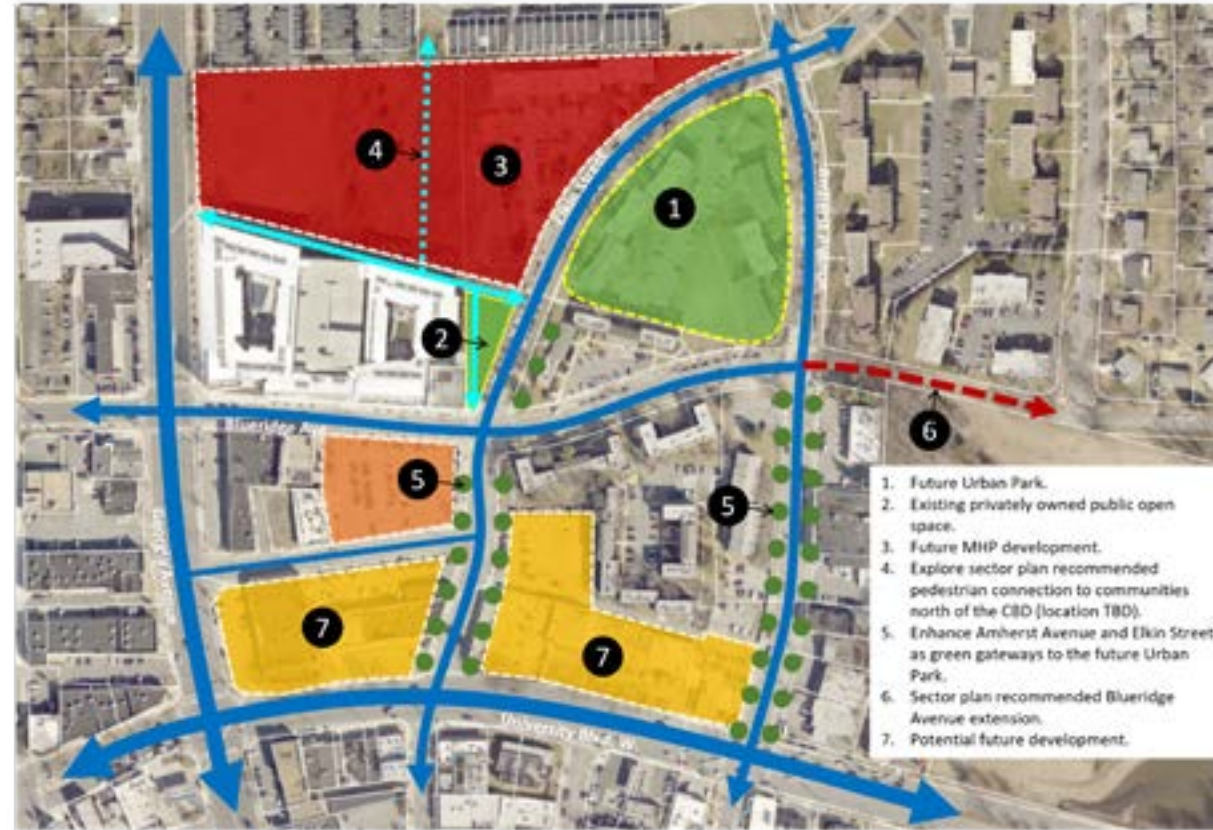 4
3
1
2
Blueridge
5
5
6
7
7
University Blvd W
1. Future Urban Park.
2. Existing privately owned public open
space.
3. Future MHP development.
4. Explore sector plan recommended
pedestrian connection to communities
north of the CBD (location TBD).
5. Enhance Amherst Avenue and Elkin Street
as green gateways to the future Urban
Park.
6. Sector plan recommended Blueridge
Avenue extension.
7. Potential future development.